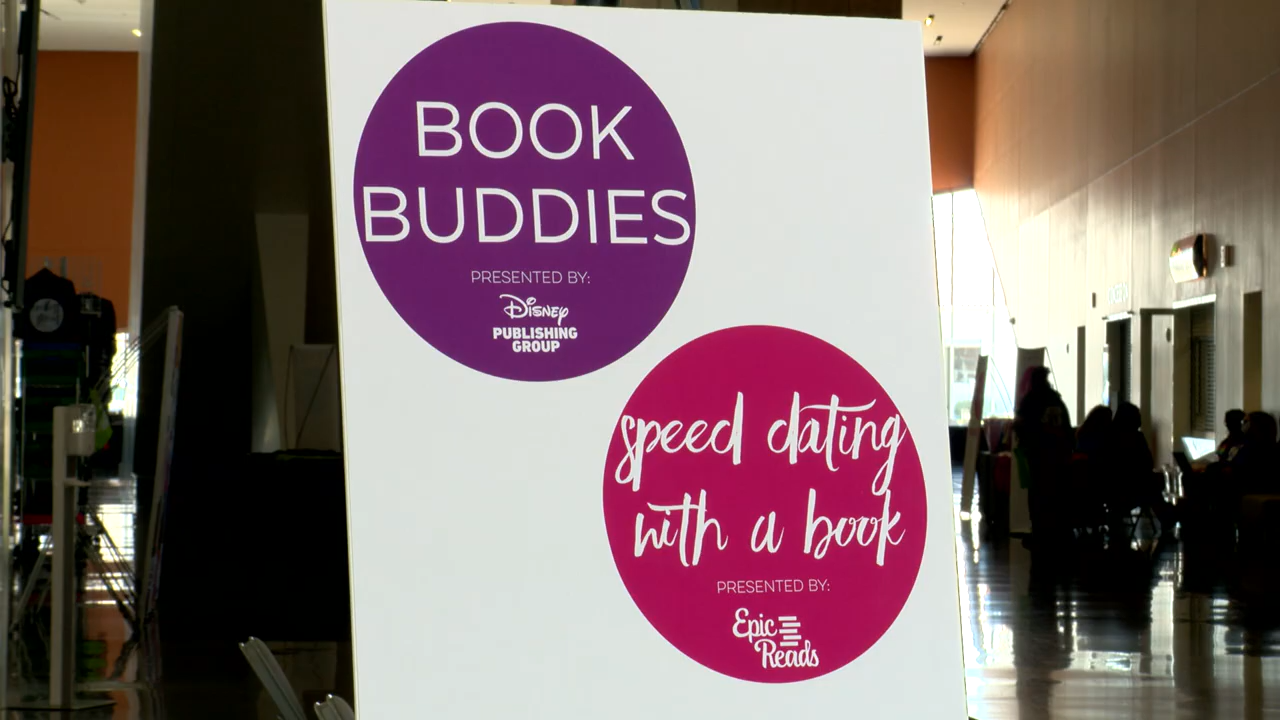 BOOK
BUDDIES
PRESENTED BY:
Disney
PUBLISHING
GROUP
speed dating
with a book
PRESENTED BY:
Epic
Reads